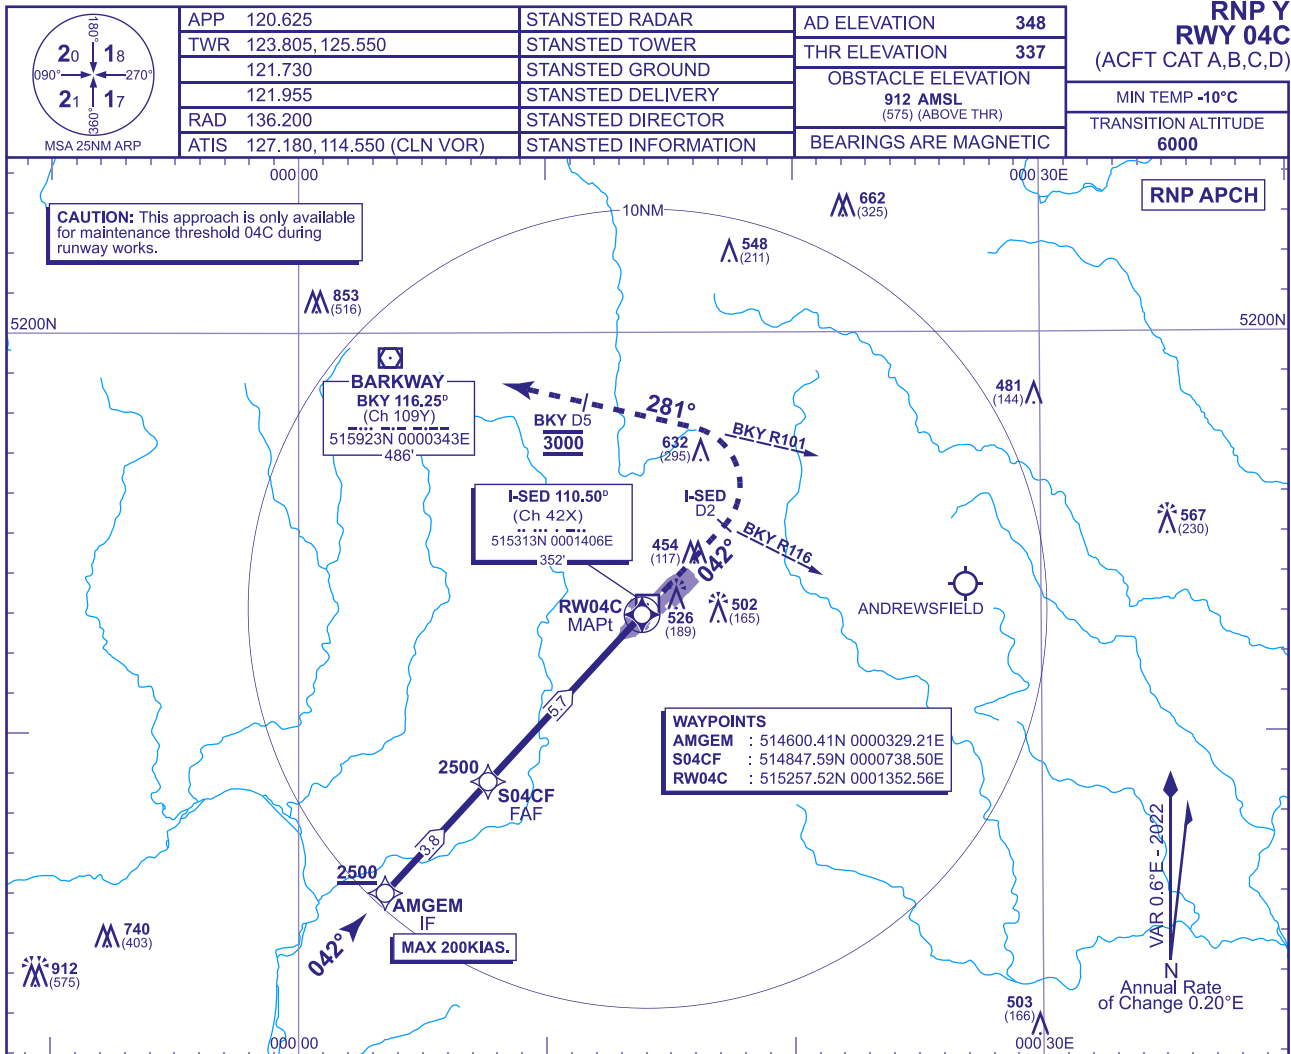 180°
20 18
090° 270°
21 17
360°
MSA 25NM ARP
APP 120.625 STANSTED RADAR
TWR 123.805, 125.550 STANSTED TOWER
121.730 STANSTED GROUND
121.955 STANSTED DELIVERY
RAD 136.200 STANSTED DIRECTOR
ATIS 127.180, 114.550 (CLN VOR) STANSTED INFORMATION
AD ELEVATION 348
THR ELEVATION 337
OBSTACLE ELEVATION
912 AMSL
(575) (ABOVE THR)
BEARINGS ARE MAGNETIC
RNP Y
RWY 04C
(ACFT CAT A,B,C,D)
MIN TEMP -10°C
TRANSITION ALTITUDE
6000
000 00
000 30E
RNP APCH
CAUTION: This approach is only available
for maintenance threshold 04C during
runway works.
10NM
662
(325)
548
(211)
853
(516)
5200N
5200N
BARKWAY
BKY 116.25D
(Ch 109Y)
515923N 0000343E
486'
281°
BKY D5
3000
632
(295)
BKY R101
481
(144)
I-SED 110.50D
(Ch 42X)
515313N 0001406E
352'
I-SED
D2
BKY R116
454
(117)
042°
567
(230)
RW04C
MAPt
526
(189)
502
(165)
ANDREWSFIELD
5.7
WAYPOINTS
AMGEM : 514600.41N 0000329.21E
S04CF : 514847.59N 0000738.50E
RW04C : 515257.52N 0001352.56E
2500
S04CF
FAF
3.8
2500
AMGEM
IF
MAX 200KIAS.
042°
740
(403)
912
(575)
VAR 0.6°E - 2022
N
Annual Rate
of Change 0.20°E
503
(166)
000 00
000 30E